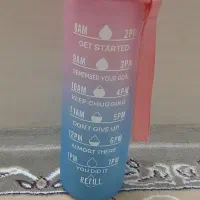 8AM 2PM
GET STARTED
9AM 3PM
REMEMBER YOUR GOAL
10AM 4PM
KEEP CHUGGING
11AM 5PM
DON'T GIVE UP
12PM 6PM
ALMOST THERE
1PM 7PM
YOU DID IT
REFILL